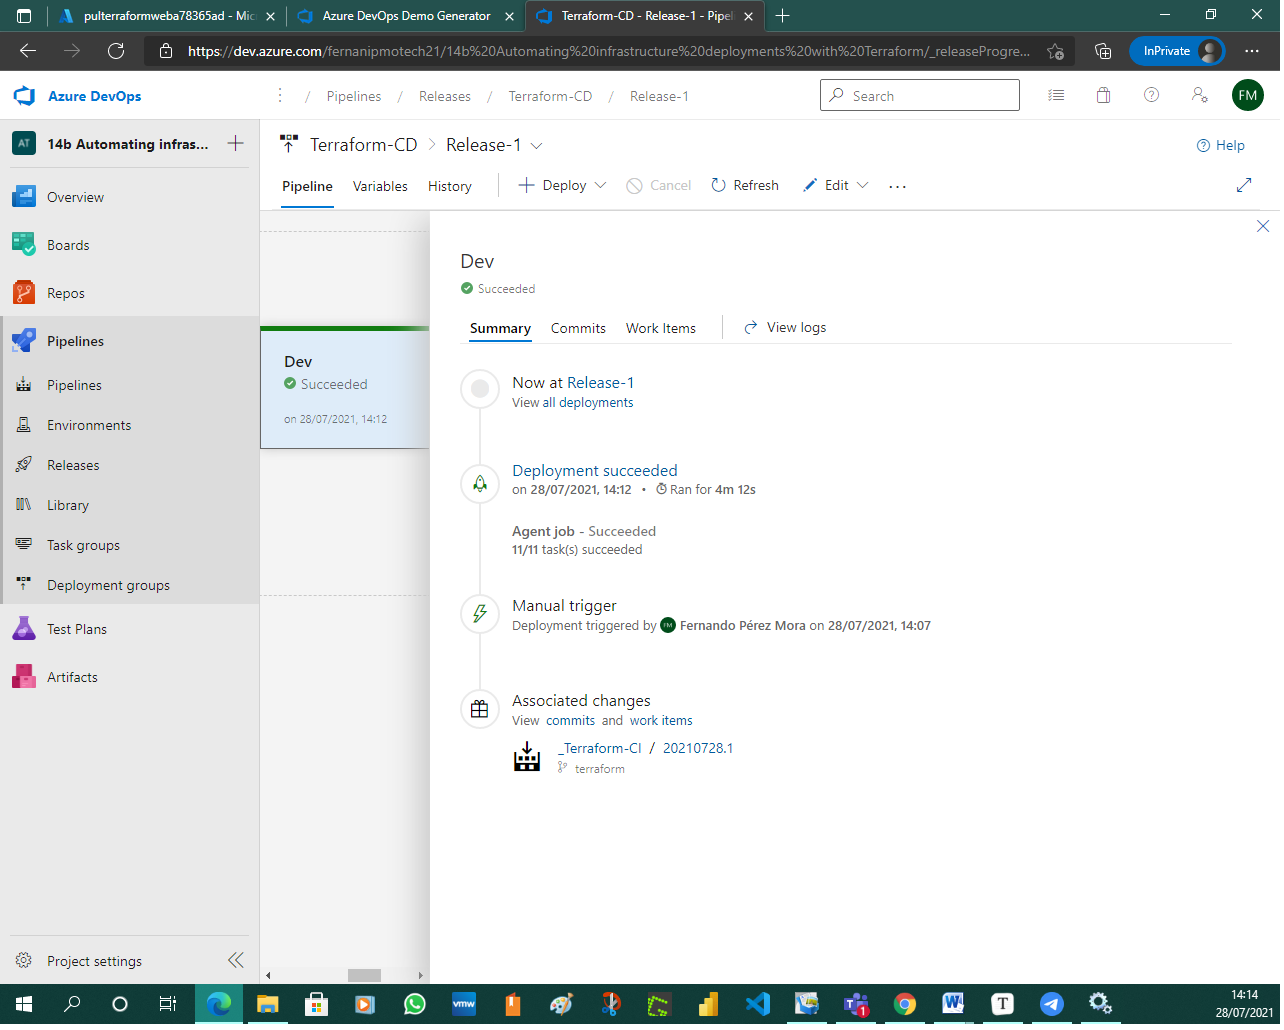 pulterraformweba78365ad - Mic
Azure DevOps Demo Generator
Terraform-CD - Release-1 - Pipel
https://dev.azure.com/fernanipmotech21/14b%20Automating%20infrastructure%20deployments%20with%20Terraform/_releaseProgre...
InPrivate
Azure DevOps
/ Pipelines / Releases / Terraform-CD / Release-1
Search
FM
AT
14b Automating infras...
Terraform-CD
Release-1
Help
Pipeline
Variables
History
Deploy
Cancel
Refresh
Edit
Overview
Boards
Repos
Pipelines
Pipelines
Environments
Releases
Library
Task groups
Deployment groups
Test Plans
Artifacts
Project settings
Dev
Succeeded
on 28/07/2021, 14:12
Dev
Succeeded
Summary
Commits
Work Items
View logs
Now at Release-1
View all deployments
Deployment succeeded
on 28/07/2021, 14:12 • Ran for 4m 12s
Agent job - Succeeded
11/11 task(s) succeeded
Manual trigger
Deployment triggered by FM Fernando Pérez Mora on 28/07/2021, 14:07
Associated changes
View commits and work items
_Terraform-CI / 20210728.1
terraform
vmw
1
W
T
14:14
28/07/2021